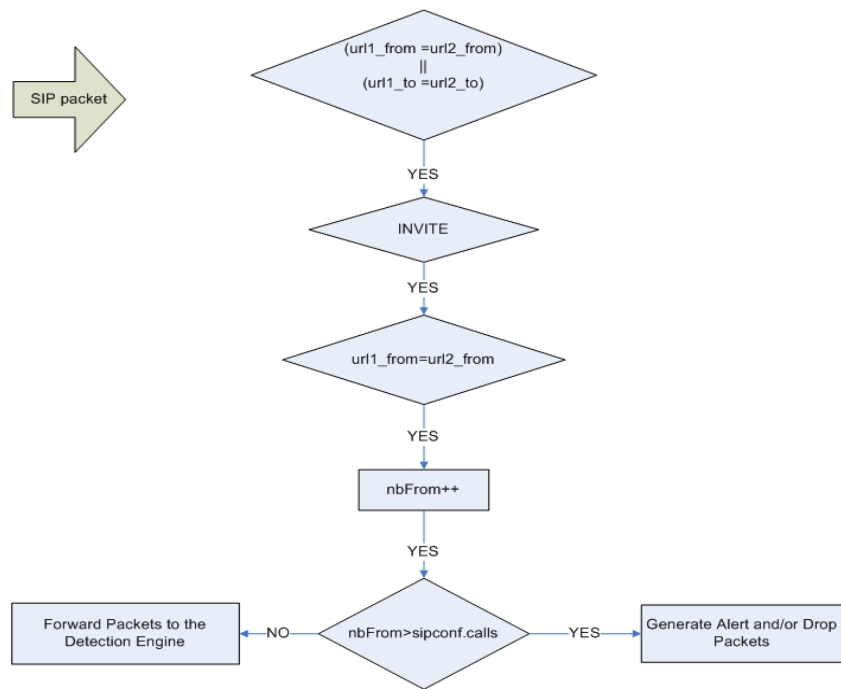 (url1_from =url2_from)
||
(url1_to =url2_to)
SIP packet
YES
INVITE
YES
url1_from=url2_from
YES
nbFrom++
YES
Forward Packets to the
Detection Engine
NO
nbFrom>sipconf.calls
YES
Generate Alert and/or Drop
Packets